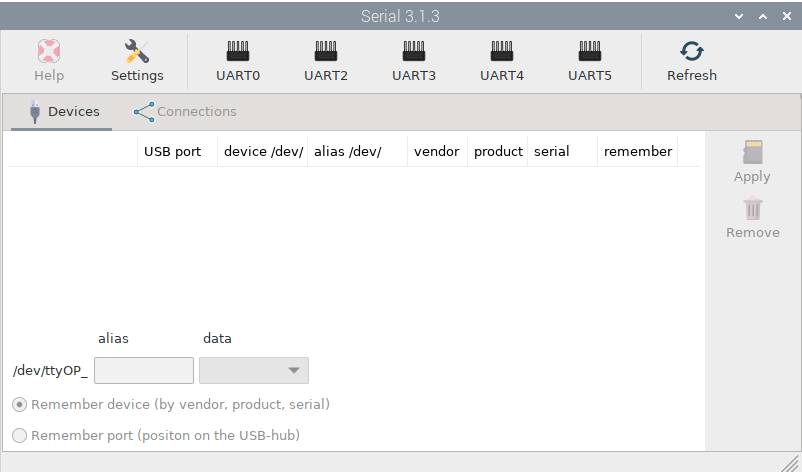 Serial 3.1.3
Help Settings UART0 UART2 UART3 UART4 UART5 Refresh
Devices Connections
USB port device /dev/ alias /dev/ vendor product serial remember
Apply
Remove
alias data
/dev/ttyOP_
Remember device (by vendor, product, serial)
Remember port (positon on the USB-hub)